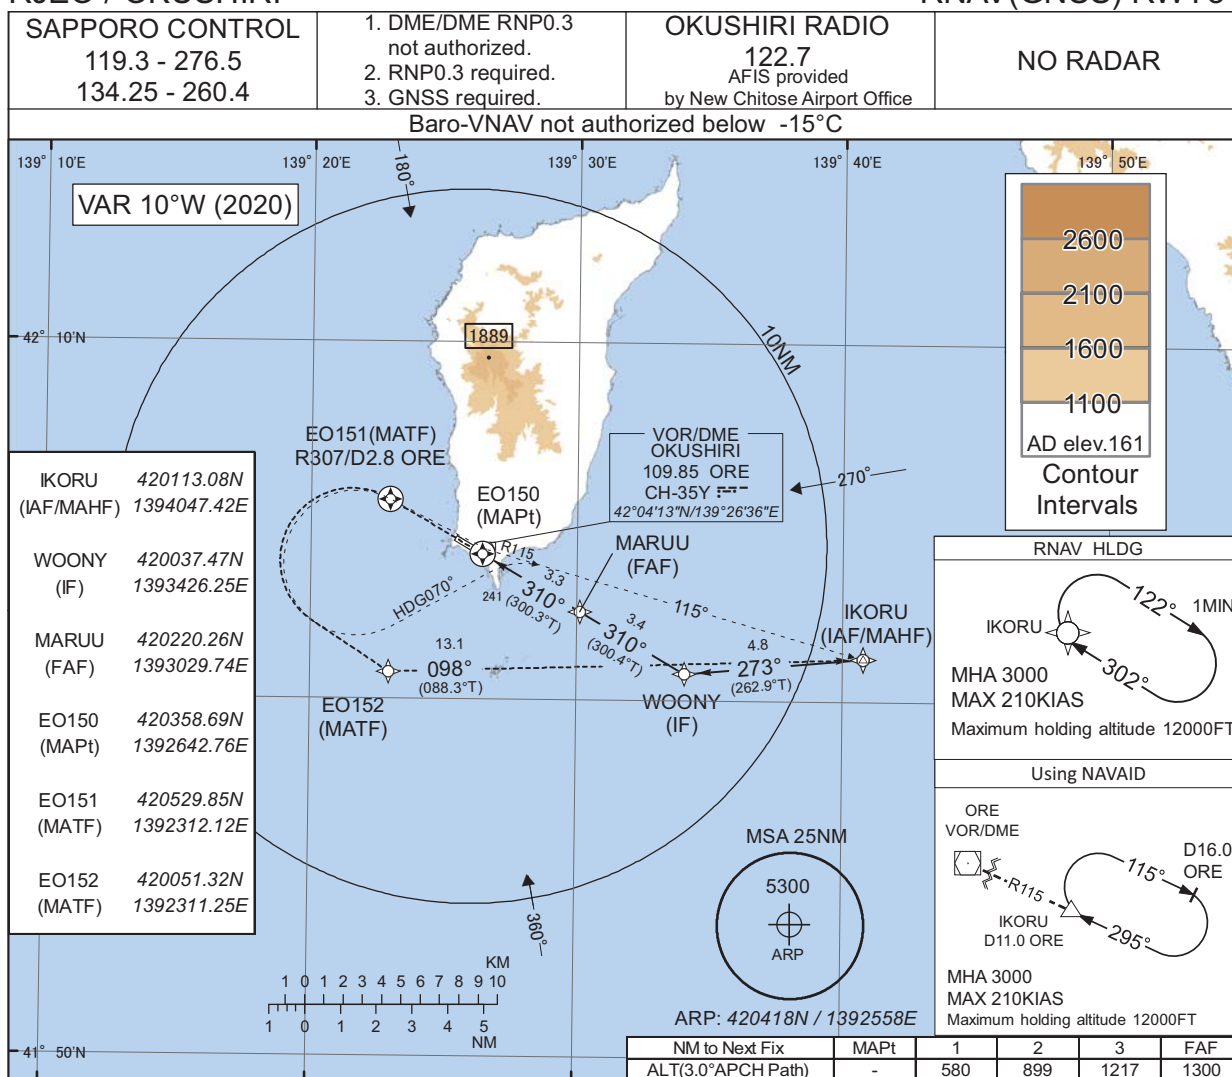 SAPPORO CONTROL
119.3 - 276.5
134.25 - 260.4
1. DME/DME RNP0.3
not authorized.
2. RNP0.3 required.
3. GNSS required.
OKUSHIRI RADIO
122.7
AFIS provided
by New Chitose Airport Office
NO RADAR
Baro-VNAV not authorized below -15°C
139° 10'E
139° 20'E
139° 30'E
139° 40'E
139° 50'E
VAR 10°W (2020)
180°
2600
2100
1600
1100
AD elev.161
Contour
Intervals
42° 10'N
1889
10NM
EO151(MATF)
R307/D2.8 ORE
VOR/DME
OKUSHIRI
109.85 ORE
CH-35Y
42°04'13"N/139°26'36"E
270°
EO150
(MAPt)
MARUU
(FAF)
R115
3.3
310°
(300.3°T)
241
HDG070°
115°
3.4
310°
(300.4°T)
IKORU
(IAF/MAHF)
4.8
273°
(262.9°T)
13.1
098°
(088.3°T)
WOONY
(IF)
EO152
(MATF)
IKORU 420113.08N
(IAF/MAHF) 1394047.42E
WOONY 420037.47N
(IF) 1393426.25E
MARUU 420220.26N
(FAF) 1393029.74E
EO150 420358.69N
(MAPt) 1392642.76E
EO151 420529.85N
(MATF) 1392312.12E
EO152 420051.32N
(MATF) 1392311.25E
RNAV HLDG
122°
1MIN
IKORU
302°
MHA 3000
MAX 210KIAS
Maximum holding altitude 12000FT
Using NAVAID
ORE
VOR/DME
D16.0
ORE
115°
R115
IKORU
D11.0 ORE
295°
MHA 3000
MAX 210KIAS
Maximum holding altitude 12000FT
MSA 25NM
5300
ARP
ARP: 420418N / 1392558E
360°
KM
1 0 1 2 3 4 5 6 7 8 9 10
1 0 1 2 3 4 5
NM
41° 50'N
NM to Next Fix MAPt 1 2 3 FAF
ALT(3.0°APCH Path) - 580 899 1217 1300